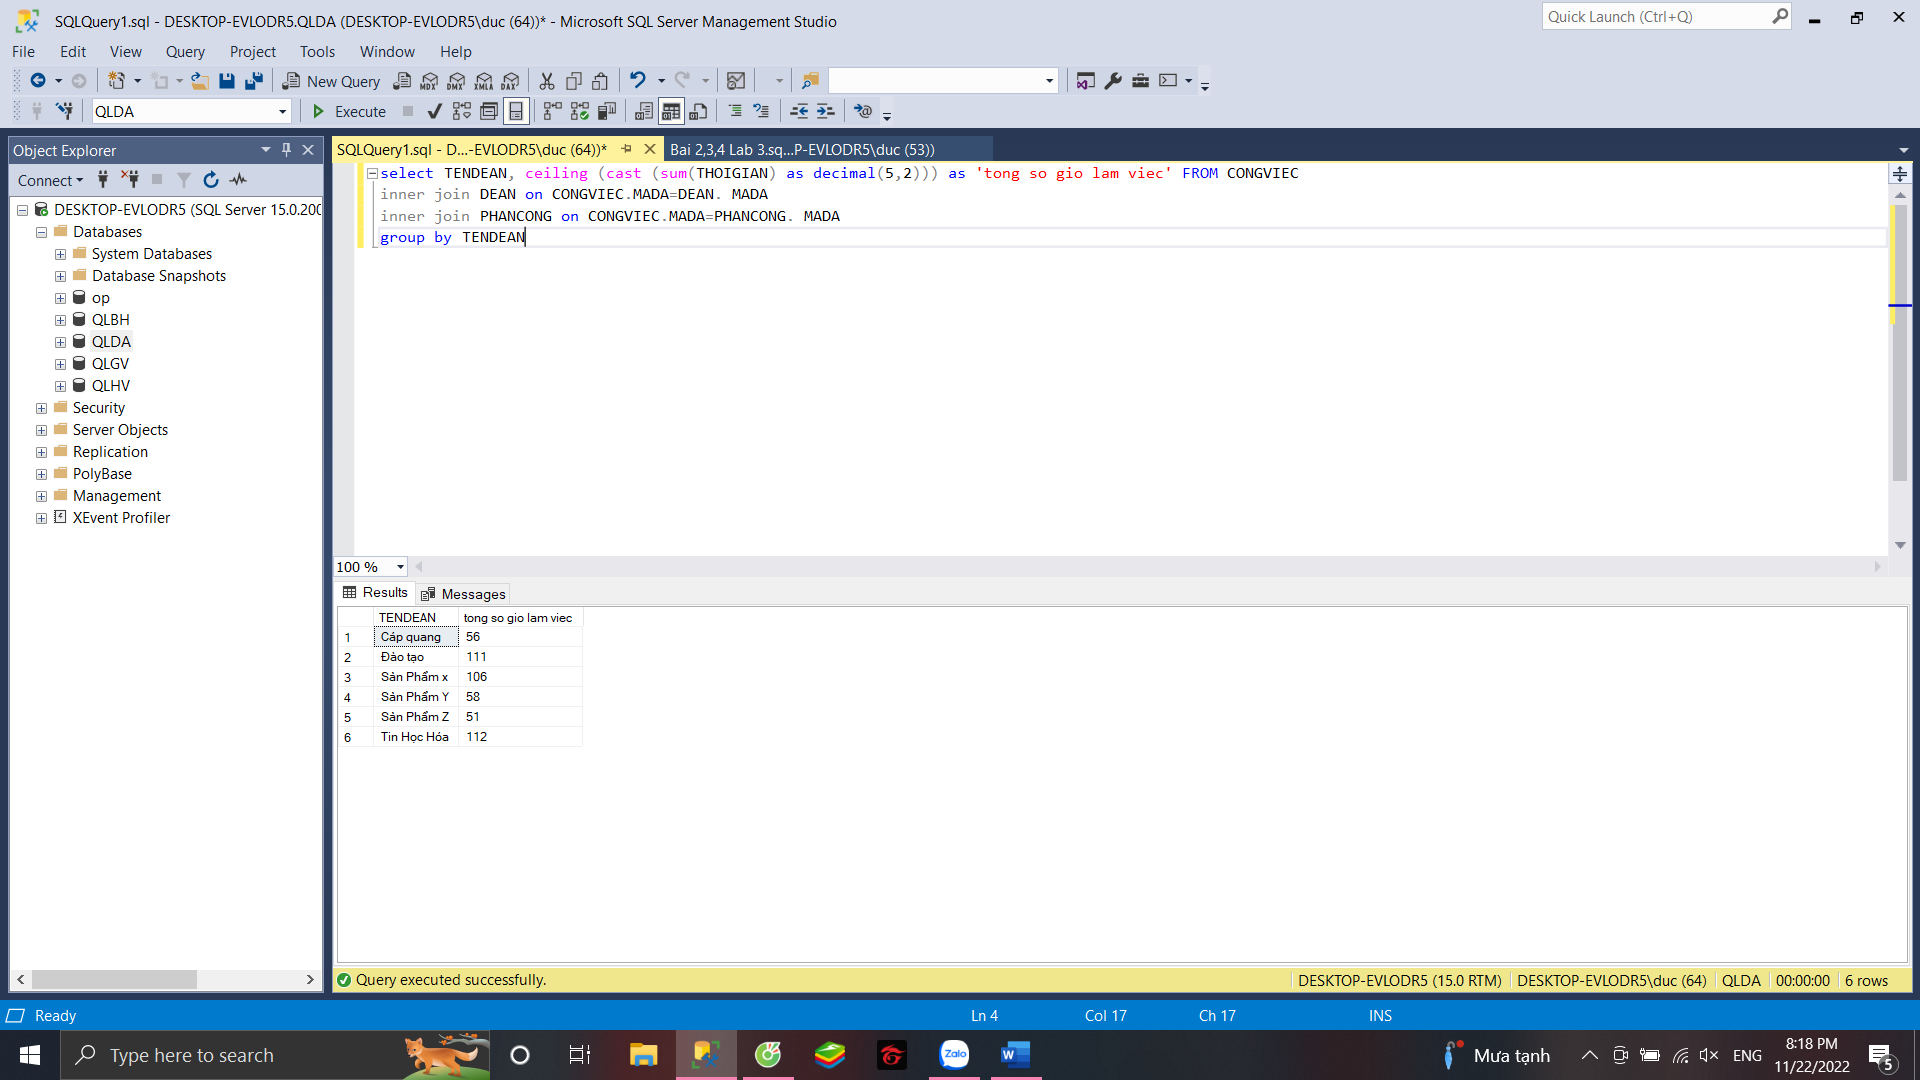 SQLQuery1.sql - DESKTOP-EVLODR5.QLDA (DESKTOP-EVLODR5\duc (64))* - Microsoft SQL Server Management Studio
Quick Launch (Ctrl+Q)
File Edit View Query Project Tools Window Help
New Query
MDX DMX XMLA DAX
QLDA
Execute
Object Explorer
Connect
DESKTOP-EVLODR5 (SQL Server 15.0.200
Databases
System Databases
Database Snapshots
op
QLBH
QLDA
QLGV
QLHV
Security
Server Objects
Replication
PolyBase
Management
XEvent Profiler
SQLQuery1.sql - D...-EVLODR5\duc (64))*
Bai 2,3,4 Lab 3.sq...P-EVLODR5\duc (53))
select TENDEAN, ceiling (cast (sum(THOIGIAN) as decimal(5,2))) as 'tong so gio lam viec' FROM CONGVIEC
inner join DEAN on CONGVIEC.MADA=DEAN. MADA
inner join PHANCONG on CONGVIEC.MADA=PHANCONG. MADA
group by TENDEAN
100 %
Results Messages
TENDEAN tong so gio lam viec
1 Cáp quang 56
2 Đào tạo 111
3 Sản Phẩm x 106
4 Sản Phẩm Y 58
5 Sản Phẩm Z 51
6 Tin Học Hóa 112
Query executed successfully.
DESKTOP-EVLODR5 (15.0 RTM) DESKTOP-EVLODR5\duc (64) QLDA 00:00:00 6 rows
Ready
Ln 4 Col 17 Ch 17 INS
Type here to search
Zalo
W
Mưa tạnh
ENG
8:18 PM
11/22/2022
5